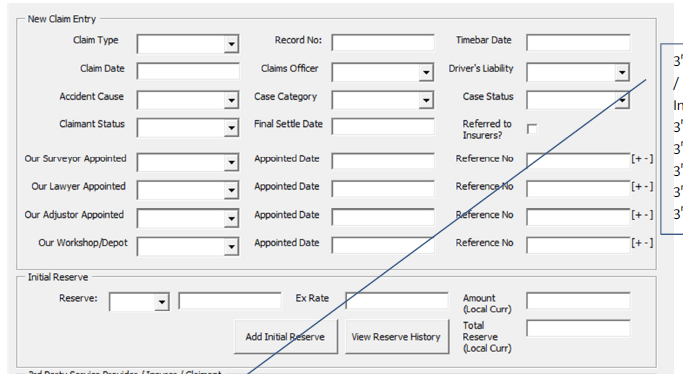 New Claim Entry
Claim Type Record No: Timebar Date
Claim Date Claims Officer Driver's Liability
Accident Cause Case Category Case Status
Claimant Status Final Settle Date Referred to
Insurers?
Our Surveyor Appointed Appointed Date Reference No [+ -]
Our Lawyer Appointed Appointed Date Reference No [+ -]
Our Adjustor Appointed Appointed Date Reference No [+ -]
Our Workshop/Depot Appointed Date Reference No [+ -]
Initial Reserve
Reserve: Ex Rate Amount
(Local Curr)
Add Initial Reserve View Reserve History Total
Reserve
(Local Curr)
3rd Party Service Provider / Insurer / Claimant
3
/
In
3
3
3
3
3